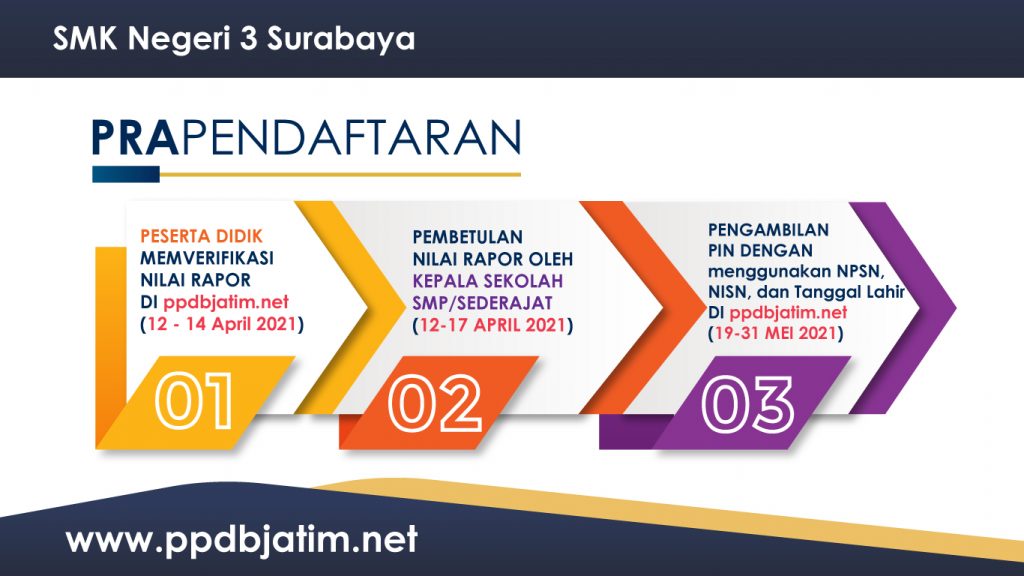 SMK Negeri 3 Surabaya
PRAPENDAFTARAN
PESERTA DIDIK
MEMVERIFIKASI
NILAI RAPOR
DI ppdbjatim.net
(12 - 14 April 2021)
01
PEMBETULAN
NILAI RAPOR OLEH
KEPALA SEKOLAH
SMP/SEDERAJAT
(12-17 APRIL 2021)
02
PENGAMBILAN
PIN DENGAN
menggunakan NPSN,
NISN, dan Tanggal Lahir
DI ppdbjatim.net
(19-31 MEI 2021)
03
www.ppdbjatim.net